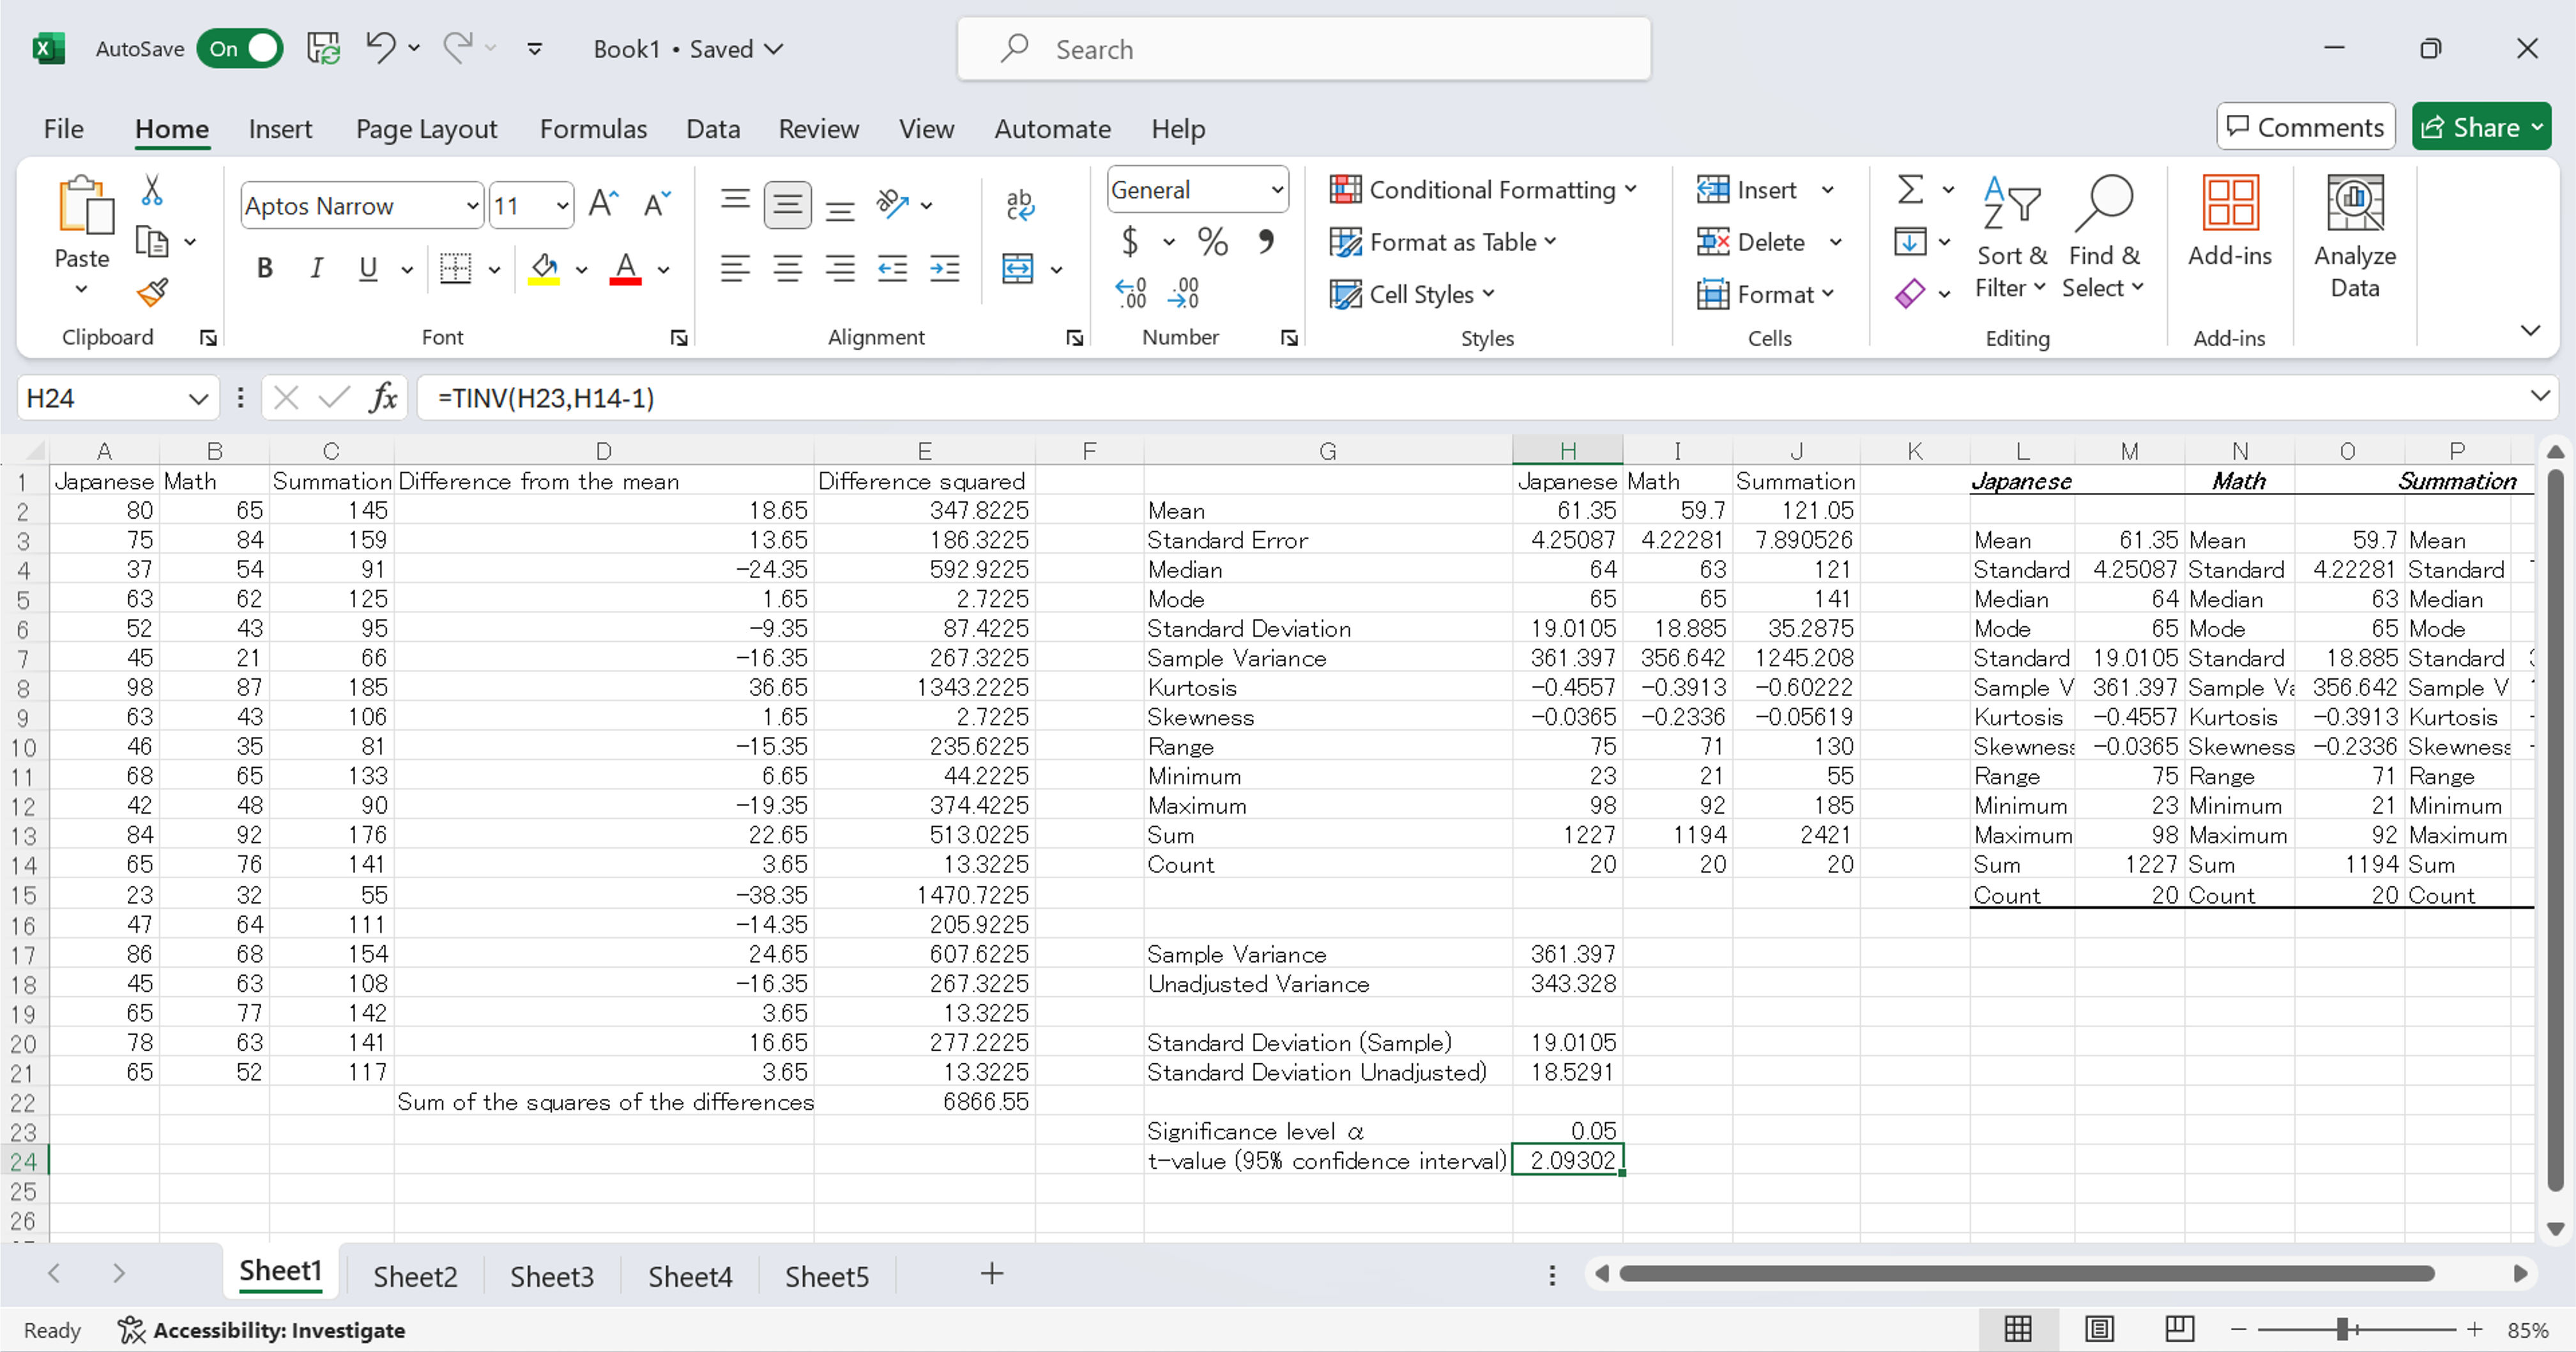 AutoSave On Book1 • Saved Search
File Home Insert Page Layout Formulas Data Review View Automate Help Comments Share
Paste
Clipboard
Aptos Narrow 11
B I U A
Font
ab
Alignment
General
$ % 9
Number
Conditional Formatting
Format as Table
Cell Styles
Styles
Insert
Delete
Format
Cells
Sort & Filter
Find & Select
Editing
Add-ins
Add-ins
Analyze Data
H24 fx =TINV(H23,H14-1)
A B C D E F G H I J K L M N O P
1 Japanese Math Summation Difference from the mean Difference squared Japanese Math Summation Japanese Math Summation
2 80 65 145 18.65 347.8225 Mean 61.35 59.7 121.05
3 75 84 159 13.65 186.3225 Standard Error 4.25087 4.22281 7.890526 Mean 61.35 Mean 59.7 Mean
4 37 54 91 -24.35 592.9225 Median 64 63 121 Standard 4.25087 Standard 4.22281 Standard
5 63 62 125 1.65 2.7225 Mode 65 65 141 Median 64 Median 63 Median
6 52 43 95 -9.35 87.4225 Standard Deviation 19.0105 18.885 35.2875 Mode 65 Mode 65 Mode
7 45 21 66 -16.35 267.3225 Sample Variance 361.397 356.642 1245.208 Standard 19.0105 Standard 18.885 Standard
8 98 87 185 36.65 1343.2225 Kurtosis -0.4557 -0.3913 -0.60222 Sample V 361.397 Sample Va 356.642 Sample V
9 63 43 106 1.65 2.7225 Skewness -0.0365 -0.2336 -0.05619 Kurtosis -0.4557 Kurtosis -0.3913 Kurtosis
10 46 35 81 -15.35 235.6225 Range 75 71 130 Skewness -0.0365 Skewness -0.2336 Skewness
11 68 65 133 6.65 44.2225 Minimum 23 21 55 Range 75 Range 71 Range
12 42 48 90 -19.35 374.4225 Maximum 98 92 185 Minimum 23 Minimum 21 Minimum
13 84 92 176 22.65 513.0225 Sum 1227 1194 2421 Maximum 98 Maximum 92 Maximum
14 65 76 141 3.65 13.3225 Count 20 20 20 Sum 1227 Sum 1194 Sum
15 23 32 55 -38.35 1470.7225 Count 20 Count 20 Count
16 47 64 111 -14.35 205.9225
17 86 68 154 24.65 607.6225 Sample Variance 361.397
18 45 63 108 -16.35 267.3225 Unadjusted Variance 343.328
19 65 77 142 3.65 13.3225
20 78 63 141 16.65 277.2225 Standard Deviation (Sample) 19.0105
21 65 52 117 3.65 13.3225 Standard Deviation Unadjusted) 18.5291
22 Sum of the squares of the differences 6866.55
23 Significance level α 0.05
24 t-value (95% confidence interval) 2.09302
25
26
Sheet1 Sheet2 Sheet3 Sheet4 Sheet5
Ready Accessibility: Investigate 85%